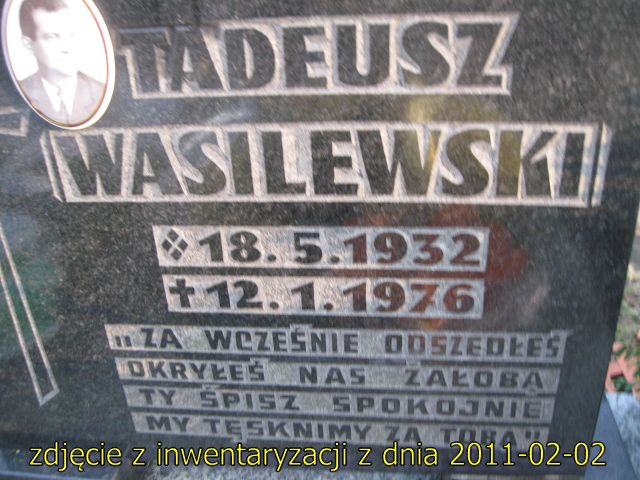 TADEUSZ
WASILEWSKI
18.5.1932
✝ 12.1.1976
„ZA WCZEŚNIE ODSZEDŁEŚ
OKRYŁEŚ NAS ŻAŁOBĄ
TY ŚPISZ SPOKOJNIE
MY TĘSKNIMY ZA TOBĄ"
zdjęcie z inwentaryzacji z dnia 2011-02-02